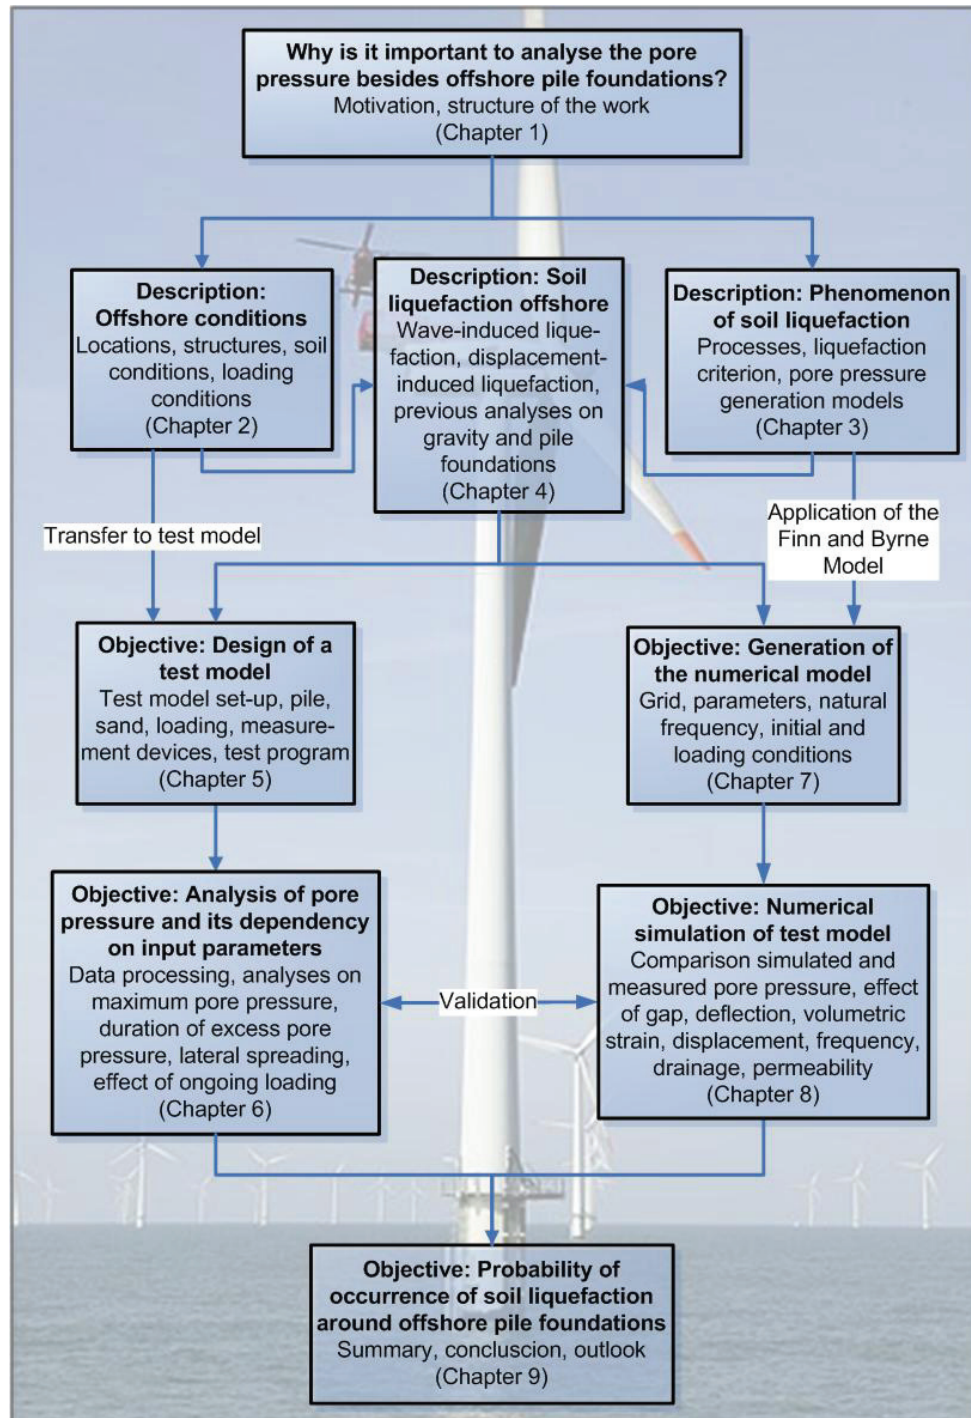 Why is it important to analyse the pore
pressure besides offshore pile foundations?
Motivation, structure of the work
(Chapter 1)
Description:
Offshore conditions
Locations, structures, soil
conditions, loading
conditions
(Chapter 2)
Description: Soil
liquefaction offshore
Wave-induced lique-
faction, displacement-
induced liquefaction,
previous analyses on
gravity and pile
foundations
(Chapter 4)
Description: Phenomenon
of soil liquefaction
Processes, liquefaction
criterion, pore pressure
generation models
(Chapter 3)
Transfer to test model
Application of the
Finn and Byrne
Model
Objective: Design of a
test model
Test model set-up, pile,
sand, loading, measure-
ment devices, test program
(Chapter 5)
Objective: Generation of
the numerical model
Grid, parameters, natural
frequency, initial and
loading conditions
(Chapter 7)
Objective: Analysis of pore
pressure and its dependency
on input parameters
Data processing, analyses on
maximum pore pressure,
duration of excess pore
pressure, lateral spreading,
effect of ongoing loading
(Chapter 6)
Validation
Objective: Numerical
simulation of test model
Comparison simulated and
measured pore pressure, effect
of gap, deflection, volumetric
strain, displacement, frequency,
drainage, permeability
(Chapter 8)
Objective: Probability of
occurrence of soil liquefaction
around offshore pile foundations
Summary, concluscion, outlook
(Chapter 9)